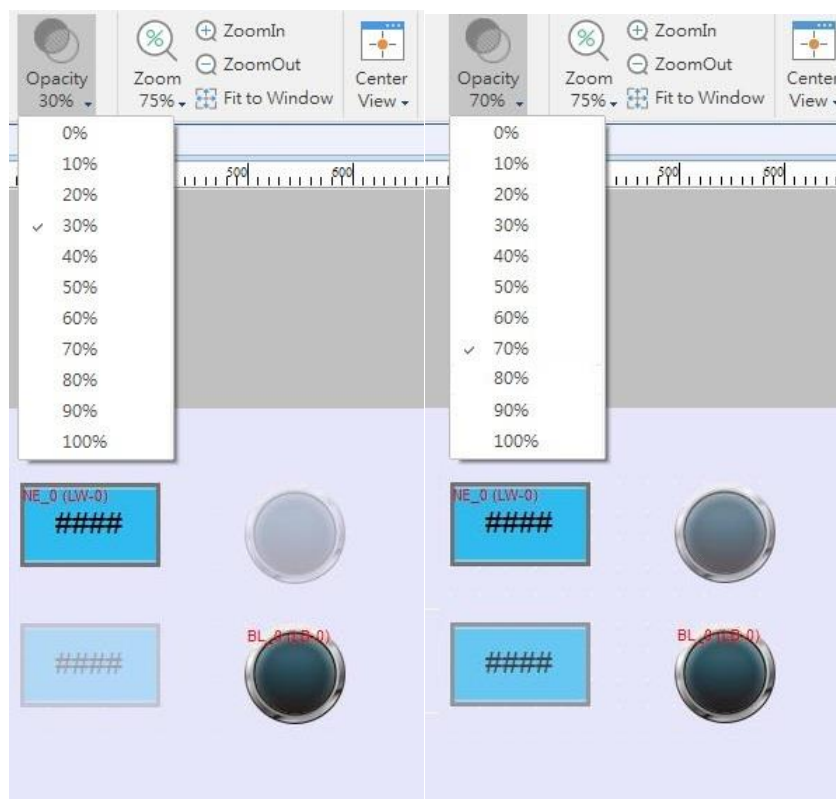 Opacity
30%
Zoom
75%
ZoomIn
ZoomOut
Fit to Window
Center
View
0%
10%
20%
30%
40%
50%
60%
70%
80%
90%
100%
500
600
NE_0 (LW-0)
####
####
BL_0 (LB-0)
Opacity
70%
Zoom
75%
ZoomIn
ZoomOut
Fit to Window
Center
View
0%
10%
20%
30%
40%
50%
60%
70%
80%
90%
100%
500
600
NE_0 (LW-0)
####
####
BL_0 (LB-0)